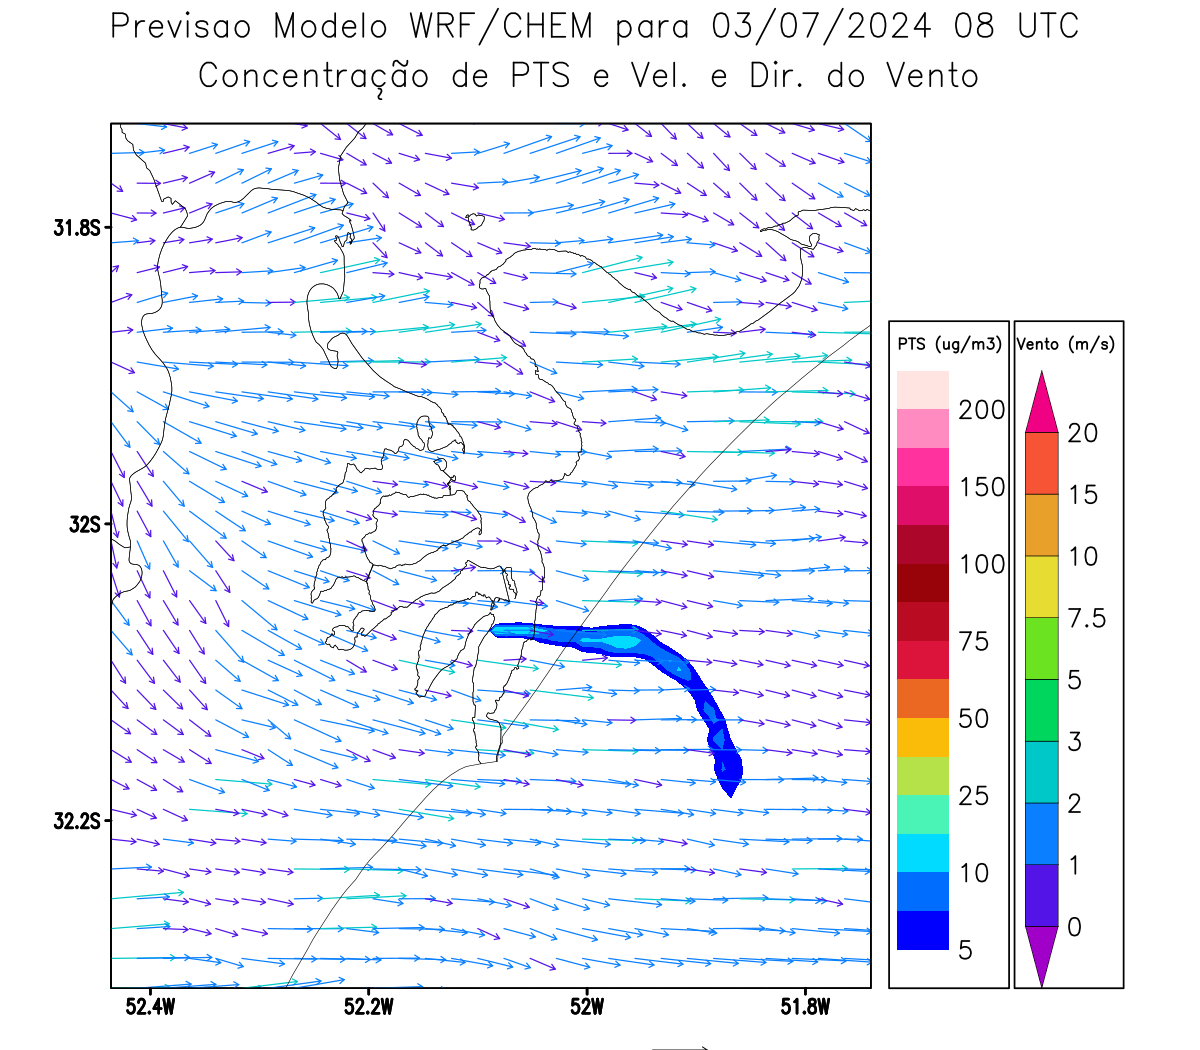 Previsao Modelo WRF/CHEM para 03/07/2024 08 UTC
Concentração de PTS e Vel. e Dir. do Vento
31.8S
32S
32.2S
52.4W
52.2W
52W
51.8W
PTS (ug/m3)
200
150
100
75
50
25
10
5
Vento (m/s)
20
15
10
7.5
5
3
2
1
0